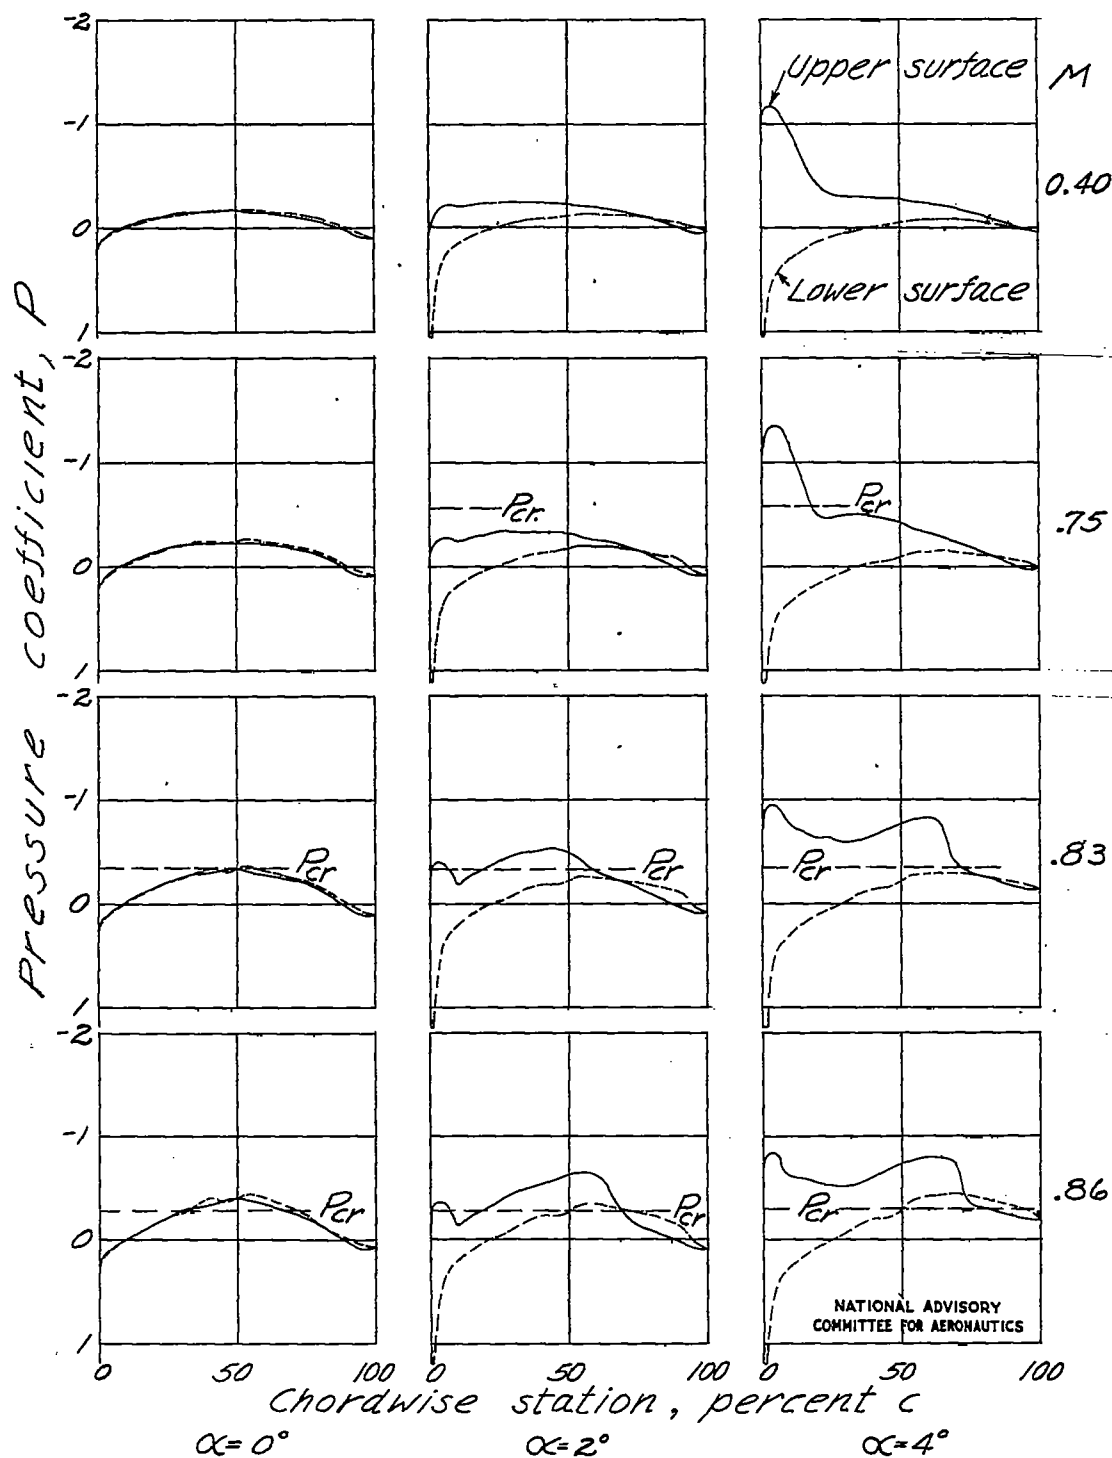 -2
-1
0
1
Upper surface
Lower surface
M
0.40
-2
-1
0
1
Pcr.
Pcr
.75
-2
-1
0
1
Pcr
Pcr
Pcr
.83
-2
-1
0
1
Pcr
Pcr
Pcr
.86
NATIONAL ADVISORY
COMMITTEE FOR AERONAUTICS
0 50 100 0 50 100 0 50 100
Pressure coefficient, P
Chordwise station, percent c
α=0° α=2° α=4°